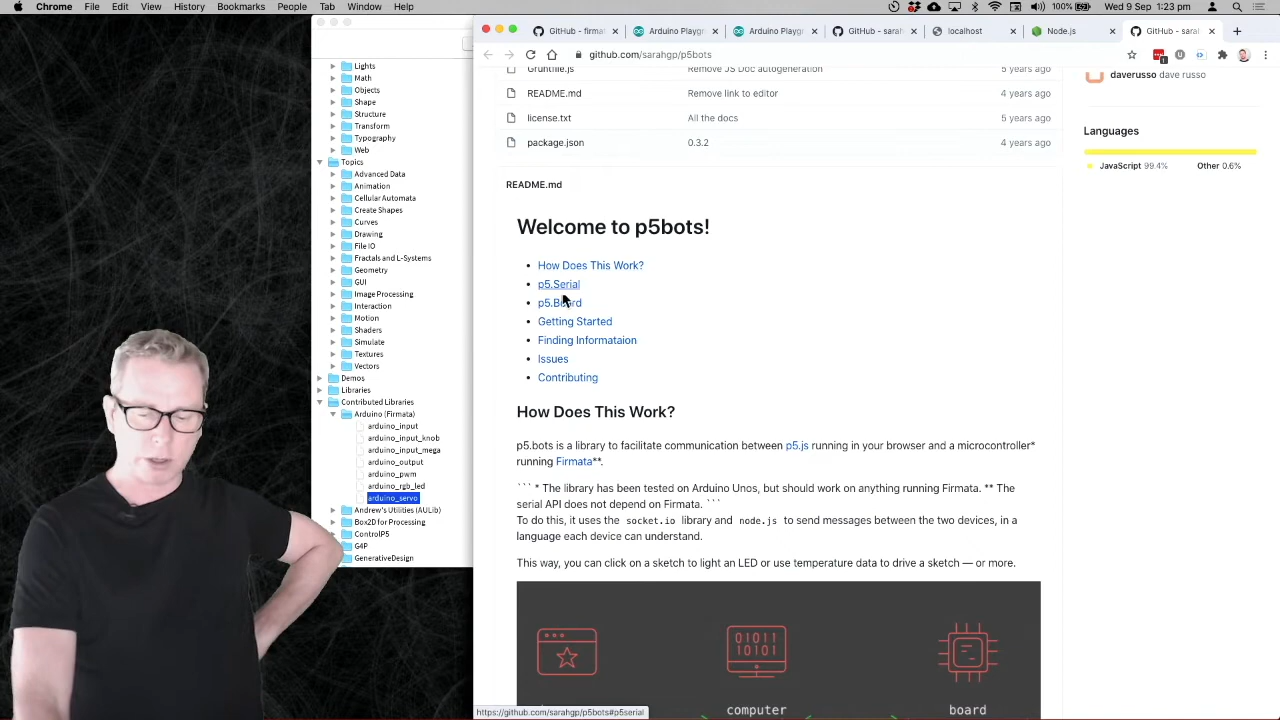 Chrome File Edit View History Bookmarks People Tab Window Help
100% Wed May 19 1:23 pm
GitHub - firmat
Arduino Playgr
Arduino Playgr
GitHub - sarah
localhost
Node.js
GitHub - saral
github.com/sarahgp/p5bots
Lights
Math
Objects
Shape
Structure
Transform
Typography
Web
Topics
Advanced Data
Animation
Cellular Automata
Create Shapes
Curves
Drawing
File IO
Fractals and L-Systems
Geometry
GUI
Image Processing
Interaction
Motion
Shaders
Simulate
Textures
Vectors
Demos
Libraries
Contributed Libraries
Arduino (Firmata)
arduino_input
arduino_input_knob
arduino_input_mega
arduino_output
arduino_pwm
arduino_rgb_led
arduino_servo
Andrew's Utilities (AULib)
Box2D for Processing
ControlP5
G4P
GenerativeDesign
Gruntfile.js Remove JS Doc autogeneration 5 years ago
README.md Remove link to editor 4 years ago
license.txt All the docs 5 years ago
package.json 0.3.2 4 years ago
daverusso dave russo
Languages
JavaScript 99.4% Other 0.6%
README.md
Welcome to p5bots!
How Does This Work?
p5.Serial
p5.Board
Getting Started
Finding Informataion
Issues
Contributing
How Does This Work?
p5.bots is a library to facilitate communication between p5.js running in your browser and a microcontroller*
running Firmata**.
``` * The library has been tested on Arduino Unos, but should work on anything running Firmata. ** The
serial API does not depend on Firmata. ```
To do this, it uses the socket.io library and node.js to send messages between the two devices, in a
language each device can understand.
This way, you can click on a sketch to light an LED or use temperature data to drive a sketch — or more.
01011
10101
computer
board
https://github.com/sarahgp/p5bots#p5serial